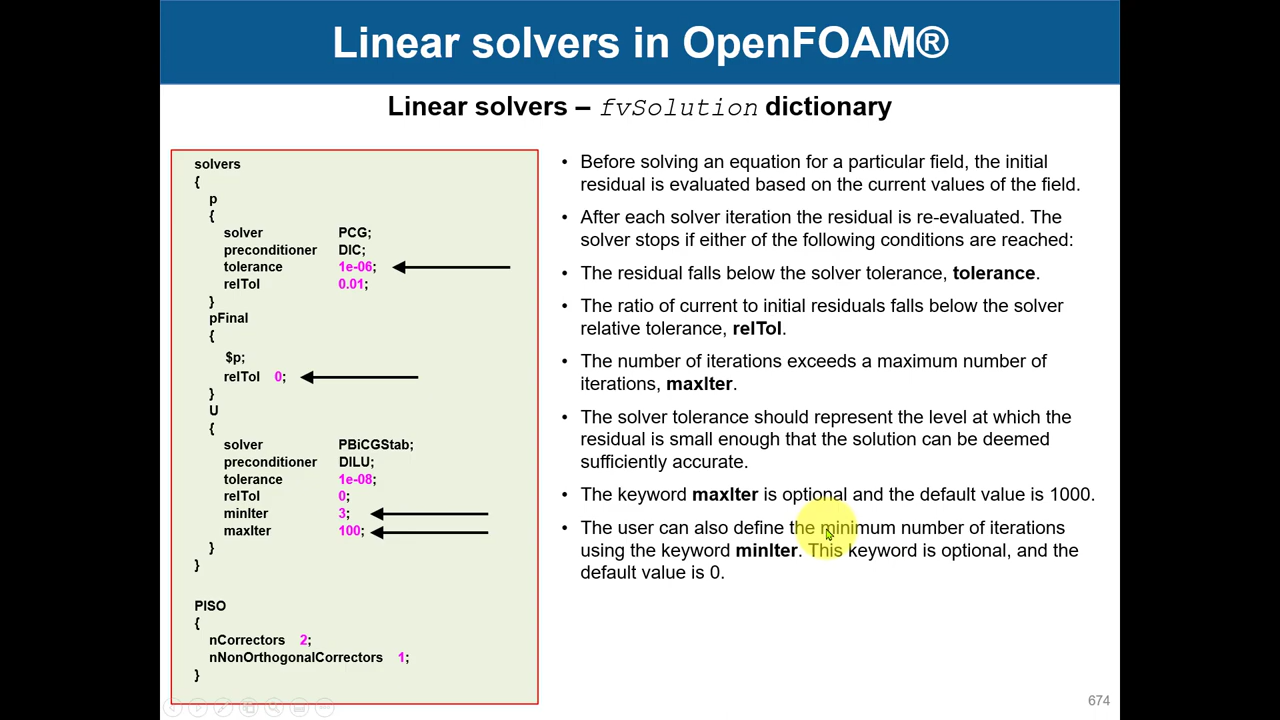 Linear solvers in OpenFOAM®
Linear solvers – fvSolution dictionary
solvers
{
p
{
solver PCG;
preconditioner DIC;
tolerance 1e-06;
relTol 0.01;
}
pFinal
{
$p;
relTol 0;
}
U
{
solver PBiCGStab;
preconditioner DILU;
tolerance 1e-08;
relTol 0;
minIter 3;
maxIter 100;
}
}
PISO
{
nCorrectors 2;
nNonOrthogonalCorrectors 1;
}
• Before solving an equation for a particular field, the initial
residual is evaluated based on the current values of the field.
• After each solver iteration the residual is re-evaluated. The
solver stops if either of the following conditions are reached:
• The residual falls below the solver tolerance, tolerance.
• The ratio of current to initial residuals falls below the solver
relative tolerance, relTol.
• The number of iterations exceeds a maximum number of
iterations, maxIter.
• The solver tolerance should represent the level at which the
residual is small enough that the solution can be deemed
sufficiently accurate.
• The keyword maxIter is optional and the default value is 1000.
• The user can also define the minimum number of iterations
using the keyword minIter. This keyword is optional, and the
default value is 0.
674